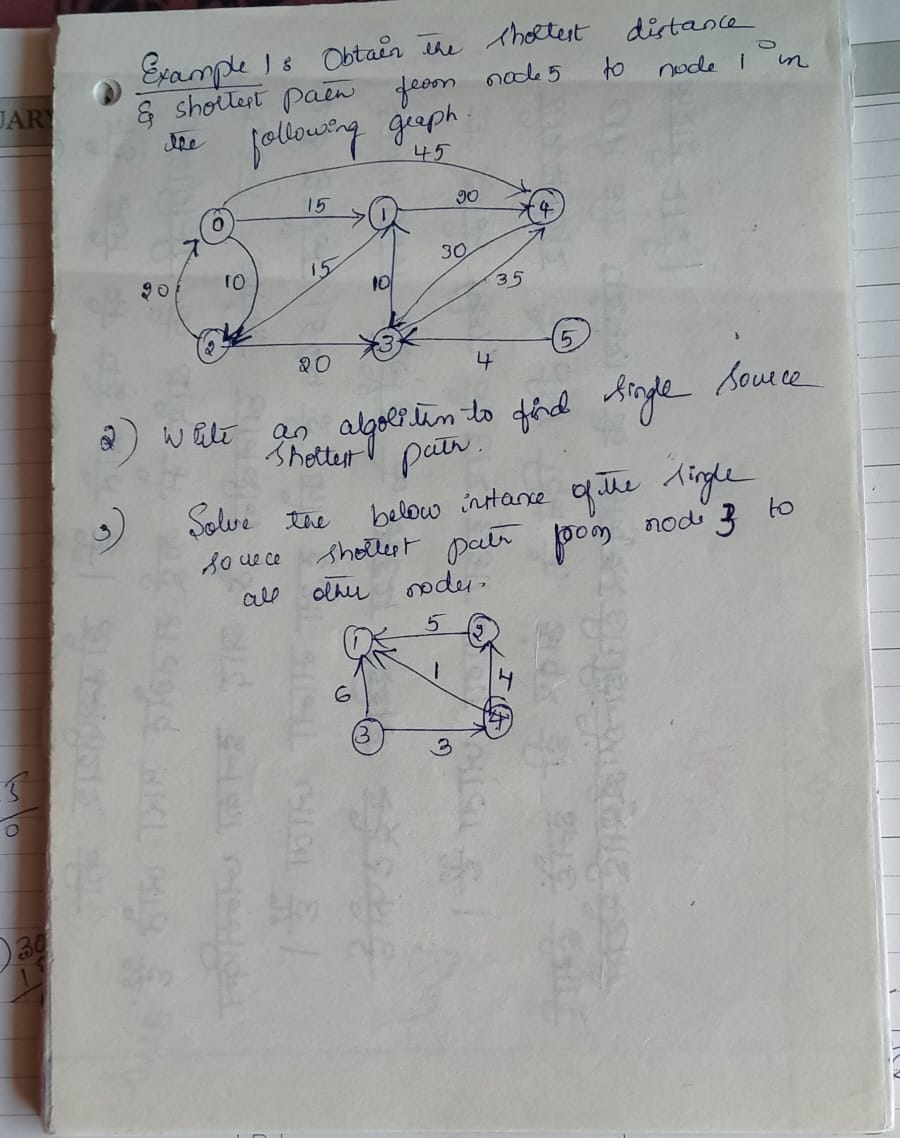 Example 1: Obtain the shortest distance
& shortest path from node 5 to node 1 in
the following graph.
45
0 15 1 20 4
20 10 15 10 30 35
2 20 3 4 5
2) Write an algorithm to find single source
shortest path.
3) Solve the below instance of the single
source shortest path from node 3 to
all other nodes.
1 5 2
6 1 4
3 3 4